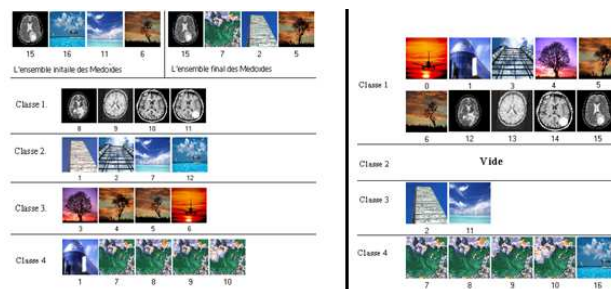 15 16 11 6 15 7 2 5
L'ensemble initaile des Medoides L'ensemble final des Medoides
Classe 1.
8 9 10 11
Classe 2.
1 2 7 12
Classe 3.
3 4 5 6
Classe 4
1 7 8 9 10
0 1 3 4 5
Classe 1
6 12 13 14 15
Classe 2 Vide
Classe 3
2 11
Classe 4
7 8 9 10 16